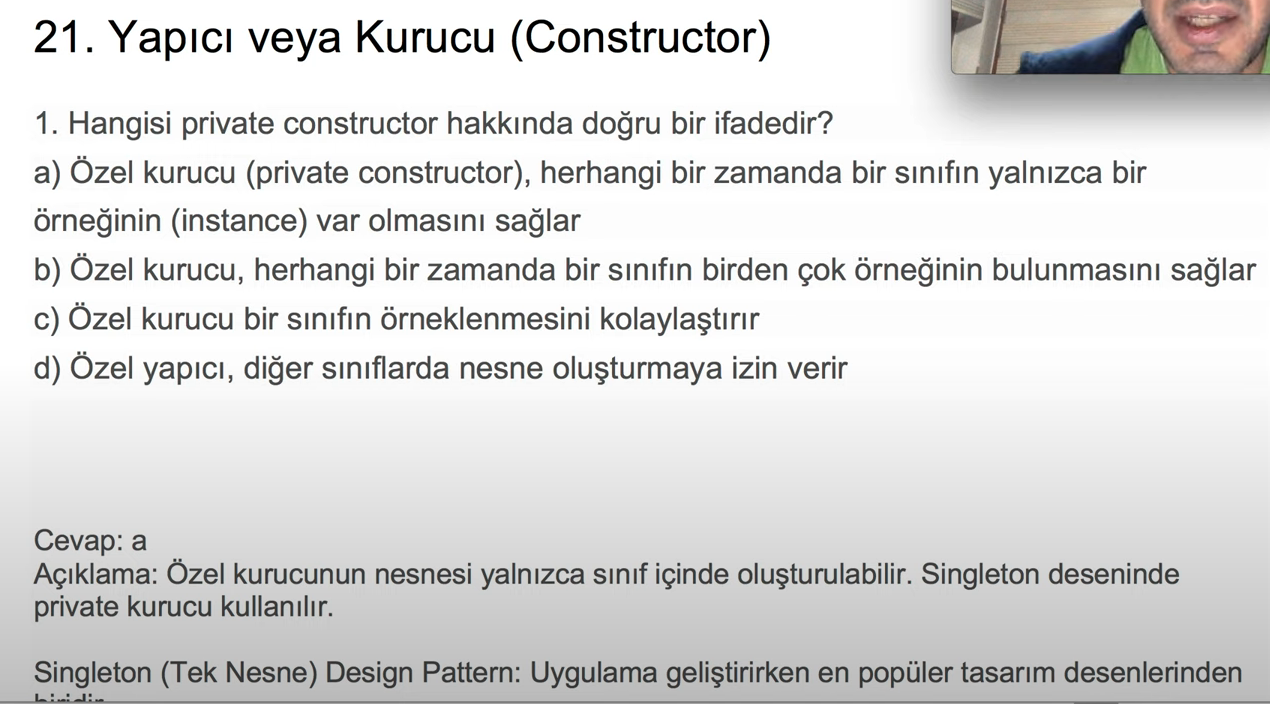 21. Yapıcı veya Kurucu (Constructor)
1. Hangisi private constructor hakkında doğru bir ifadedir?
a) Özel kurucu (private constructor), herhangi bir zamanda bir sınıfın yalnızca bir
örneğinin (instance) var olmasını sağlar
b) Özel kurucu, herhangi bir zamanda bir sınıfın birden çok örneğinin bulunmasını sağlar
c) Özel kurucu bir sınıfın örneklenmesini kolaylaştırır
d) Özel yapıcı, diğer sınıflarda nesne oluşturmaya izin verir
Cevap: a
Açıklama: Özel kurucunun nesnesi yalnızca sınıf içinde oluşturulabilir. Singleton deseninde
private kurucu kullanılır.
Singleton (Tek Nesne) Design Pattern: Uygulama geliştirirken en popüler tasarım desenlerinden
biridir.